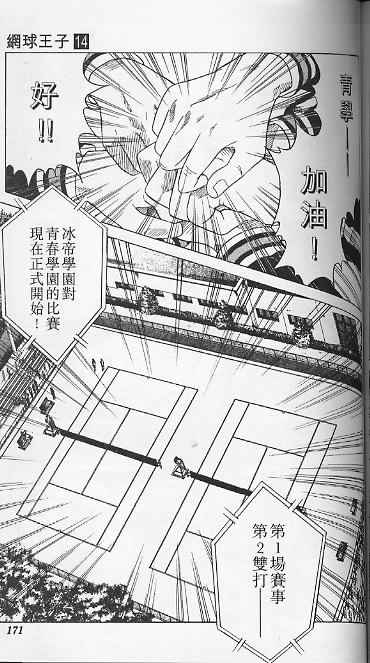 網球王子 14
青學——
加油！
好！！
冰帝學園對
青春學園的比賽
現在正式開始！
第1場賽事
第2雙打——
171